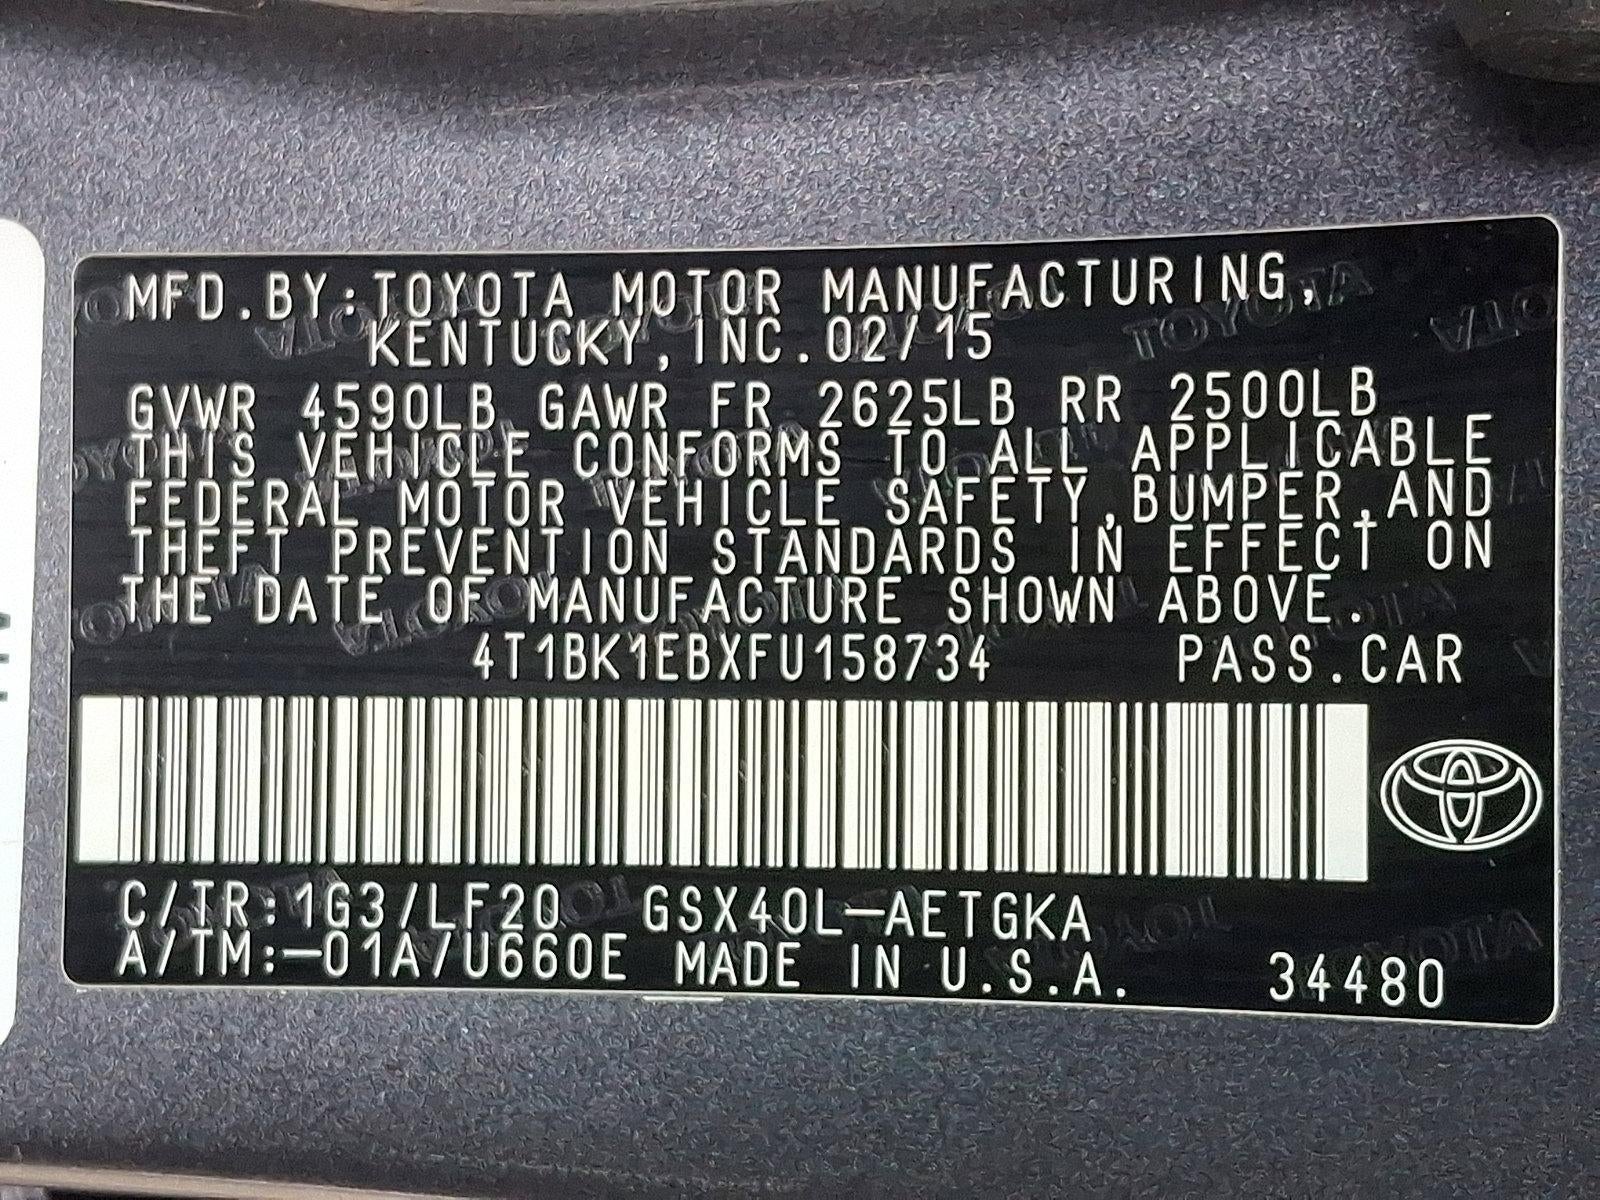 MFD.BY:TOYOTA MOTOR MANUFACTURING,
KENTUCKY,INC.02/15
GVWR 4590LB GAWR FR 2625LB RR 2500LB
THIS VEHICLE CONFORMS TO ALL APPLICABLE
FEDERAL MOTOR VEHICLE SAFETY,BUMPER,AND
THEFT PREVENTION STANDARDS IN EFFECT ON
THE DATE OF MANUFACTURE SHOWN ABOVE.
4T1BK1EBXFU158734 PASS.CAR
C/TR:1G3/LF20 GSX40L-AETGKA
A/TM:-01A/U660E MADE IN U.S.A. 34480